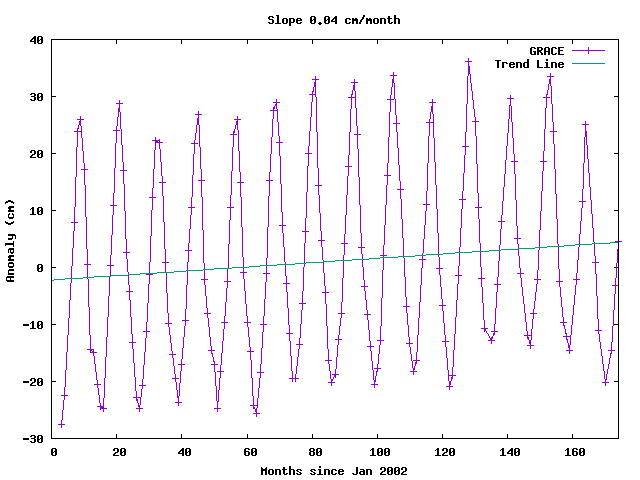 Slope 0.04 cm/month
GRACE
Trend Line
40
30
20
10
0
-10
-20
-30
Anomaly (cm)
0 20 40 60 80 100 120 140 160
Months since Jan 2002